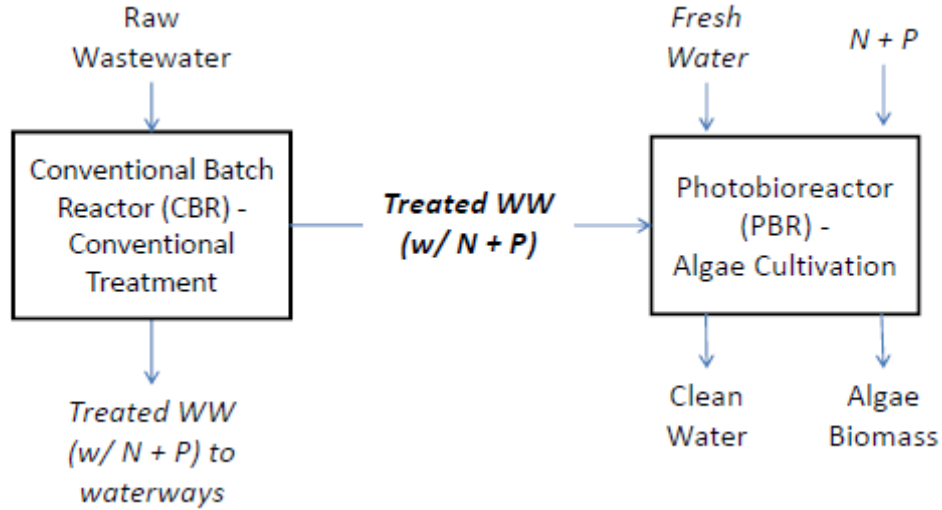 Raw
Wastewater
Conventional Batch
Reactor (CBR) -
Conventional
Treatment
Treated WW
(w/ N + P) to
waterways
Treated WW
(w/ N + P)
Fresh
Water
N + P
Photobioreactor
(PBR) -
Algae Cultivation
Clean
Water
Algae
Biomass